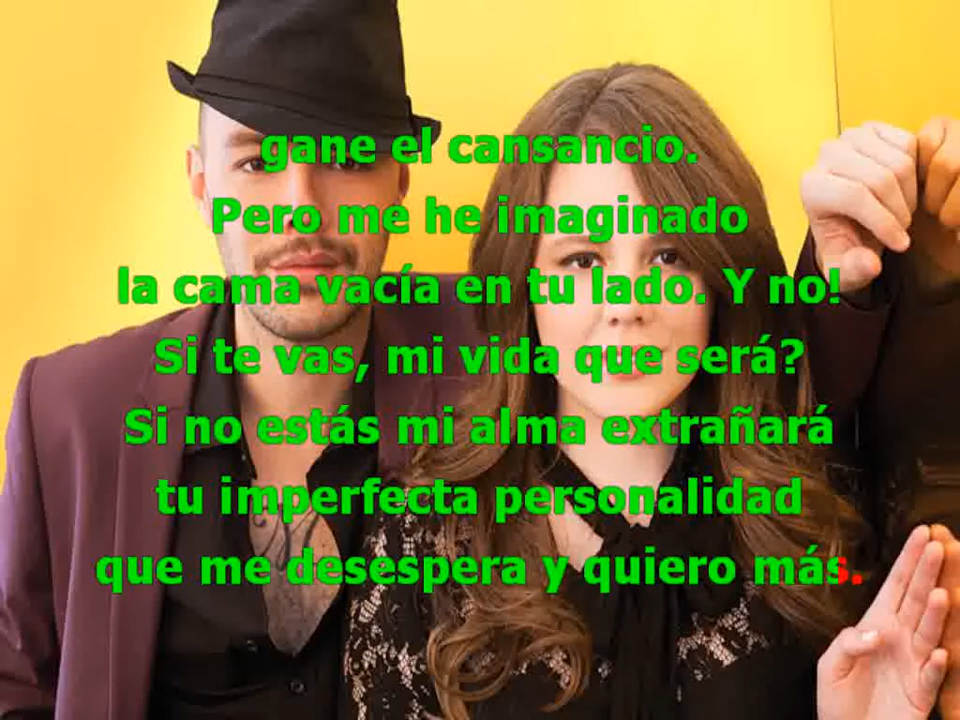 gane el cansancio.
Pero me he imaginado
la cama vacía en tu lado. Y no!
Si te vas, mi vida que será?
Si no estás mi alma extrañará
tu imperfecta personalidad
que me desespera y quiero más.